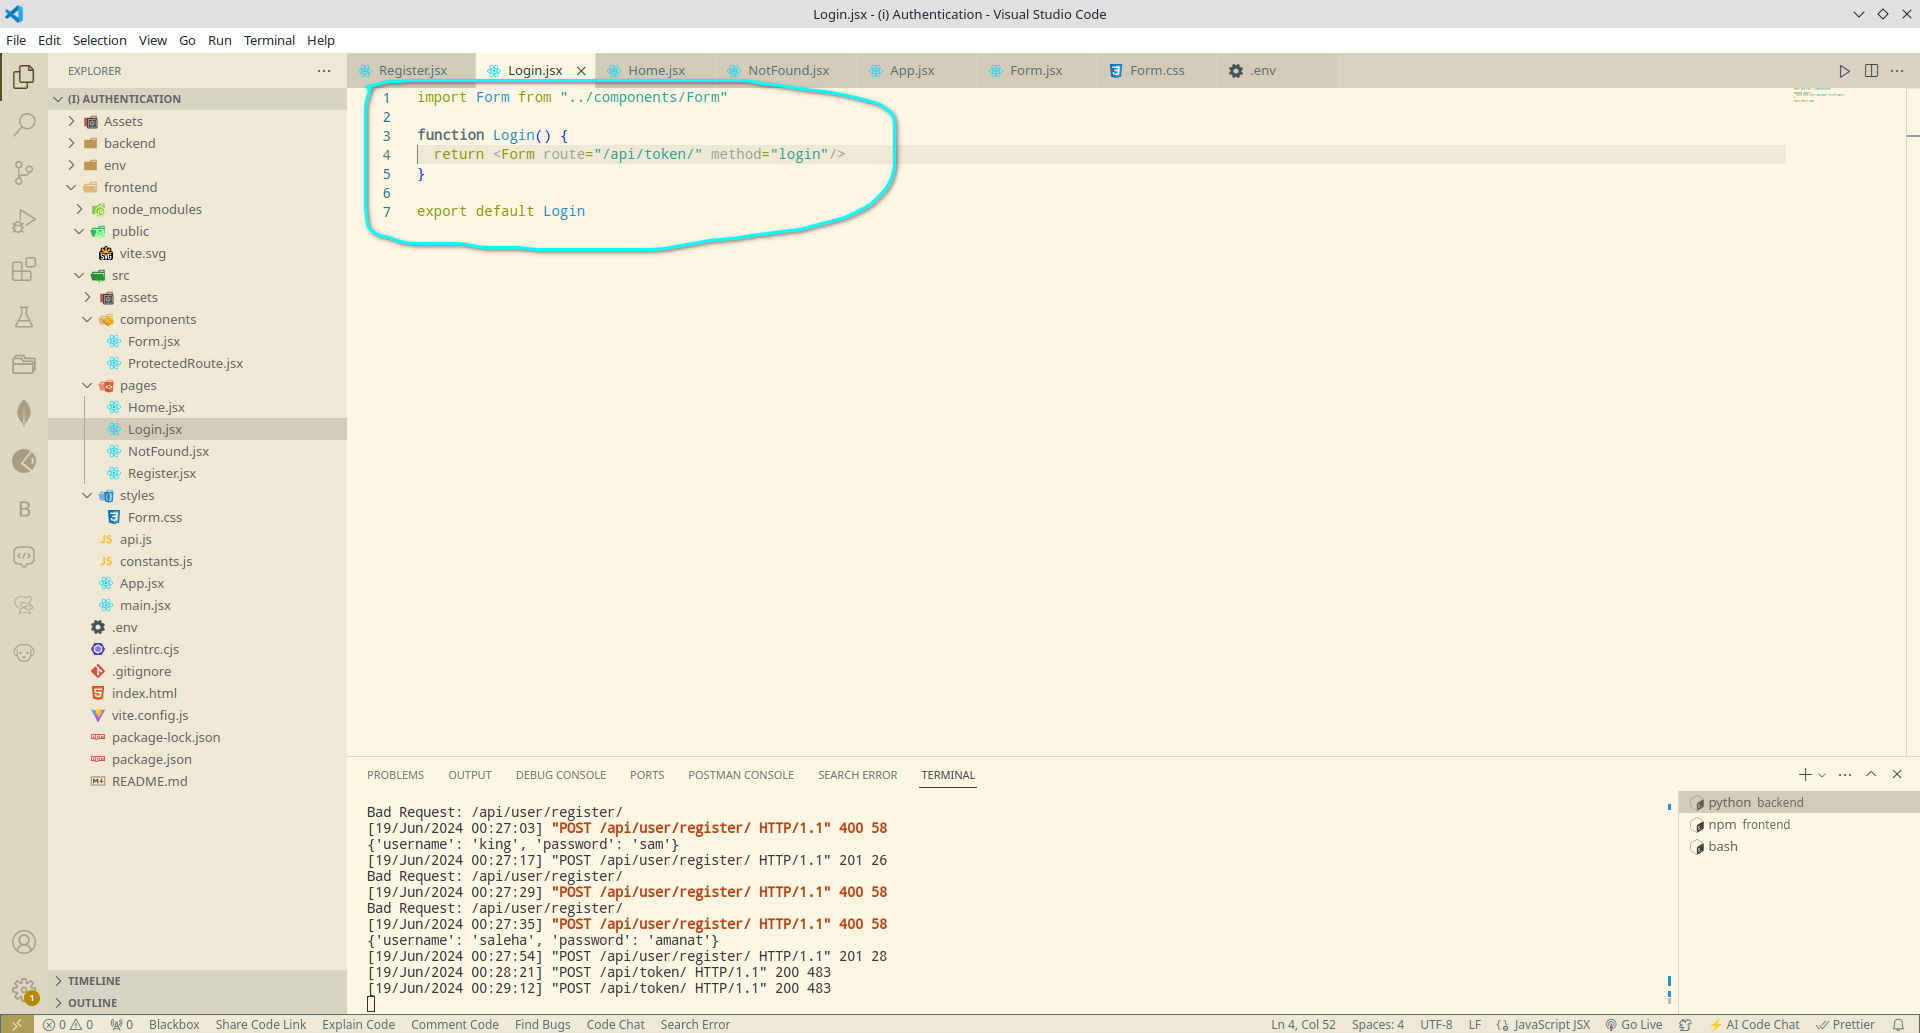 Login.jsx - (i) Authentication - Visual Studio Code
File Edit Selection View Go Run Terminal Help
EXPLORER
Register.jsx Login.jsx Home.jsx NotFound.jsx App.jsx Form.jsx Form.css .env
(I) AUTHENTICATION
Assets
backend
env
frontend
node_modules
public
vite.svg
src
assets
components
Form.jsx
ProtectedRoute.jsx
pages
Home.jsx
Login.jsx
NotFound.jsx
Register.jsx
styles
Form.css
JS api.js
JS constants.js
App.jsx
main.jsx
.env
.eslintrc.cjs
.gitignore
index.html
vite.config.js
package-lock.json
package.json
README.md
TIMELINE
OUTLINE
1 import Form from "../components/Form"
2
3 function Login() {
4 return <Form route="/api/token/" method="login"/>
5 }
6
7 export default Login
PROBLEMS OUTPUT DEBUG CONSOLE PORTS POSTMAN CONSOLE SEARCH ERROR TERMINAL
Bad Request: /api/user/register/
[19/Jun/2024 00:27:03] "POST /api/user/register/ HTTP/1.1" 400 58
{'username': 'king', 'password': 'sam'}
[19/Jun/2024 00:27:17] "POST /api/user/register/ HTTP/1.1" 201 26
Bad Request: /api/user/register/
[19/Jun/2024 00:27:29] "POST /api/user/register/ HTTP/1.1" 400 58
Bad Request: /api/user/register/
[19/Jun/2024 00:27:35] "POST /api/user/register/ HTTP/1.1" 400 58
{'username': 'saleha', 'password': 'amanat'}
[19/Jun/2024 00:27:54] "POST /api/user/register/ HTTP/1.1" 201 28
[19/Jun/2024 00:28:21] "POST /api/token/ HTTP/1.1" 200 483
[19/Jun/2024 00:29:12] "POST /api/token/ HTTP/1.1" 200 483
python backend
npm frontend
bash
B
1
0 0 0 Blackbox Share Code Link Explain Code Comment Code Find Bugs Code Chat Search Error Ln 4, Col 52 Spaces: 4 UTF-8 LF JavaScript JSX Go Live AI Code Chat Prettier